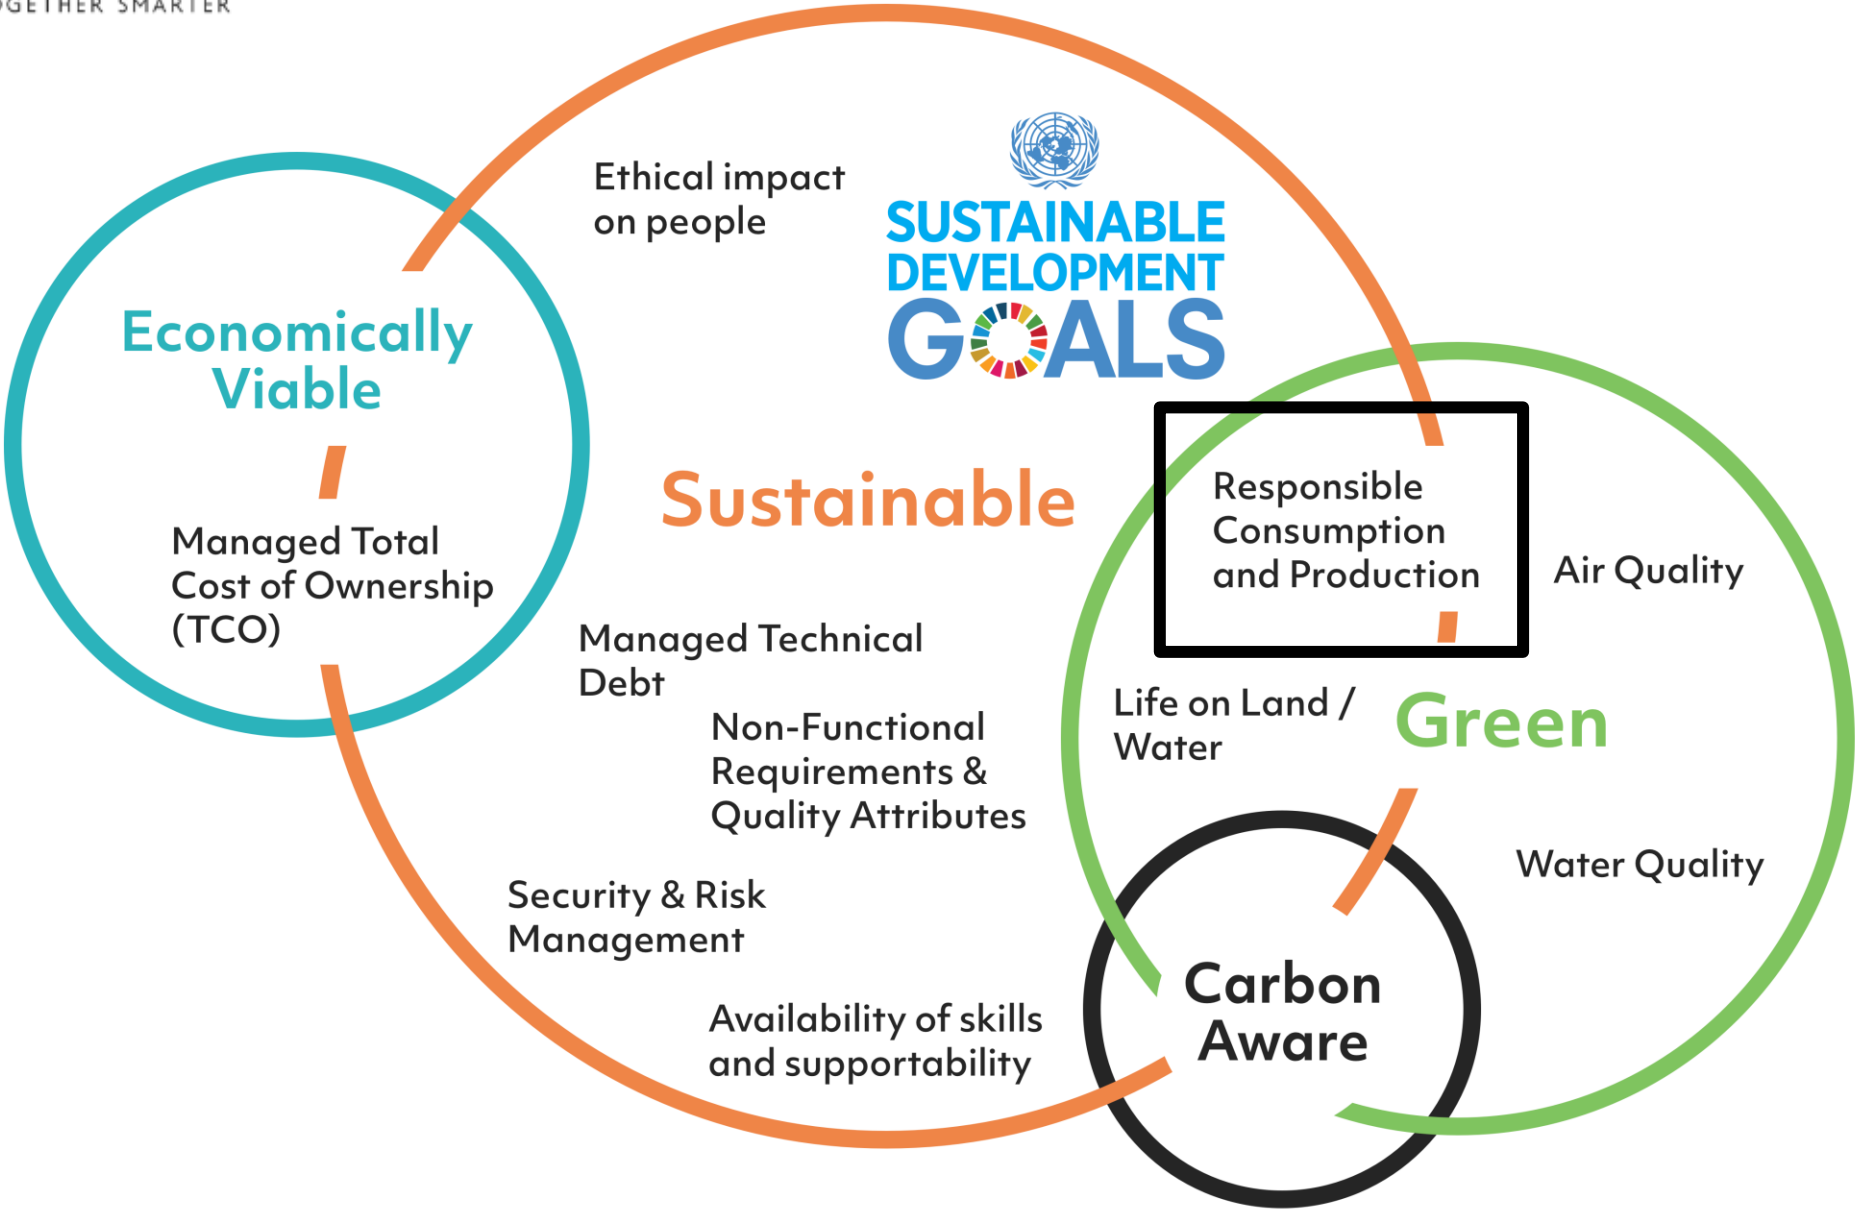 TOGETHER SMARTER
Ethical impact
on people
SUSTAINABLE
DEVELOPMENT
GOALS
Economically
Viable
Managed Total
Cost of Ownership
(TCO)
Sustainable
Responsible
Consumption
and Production
Air Quality
Managed Technical
Debt
Non-Functional
Requirements &
Quality Attributes
Life on Land /
Water
Green
Security & Risk
Management
Water Quality
Availability of skills
and supportability
Carbon
Aware